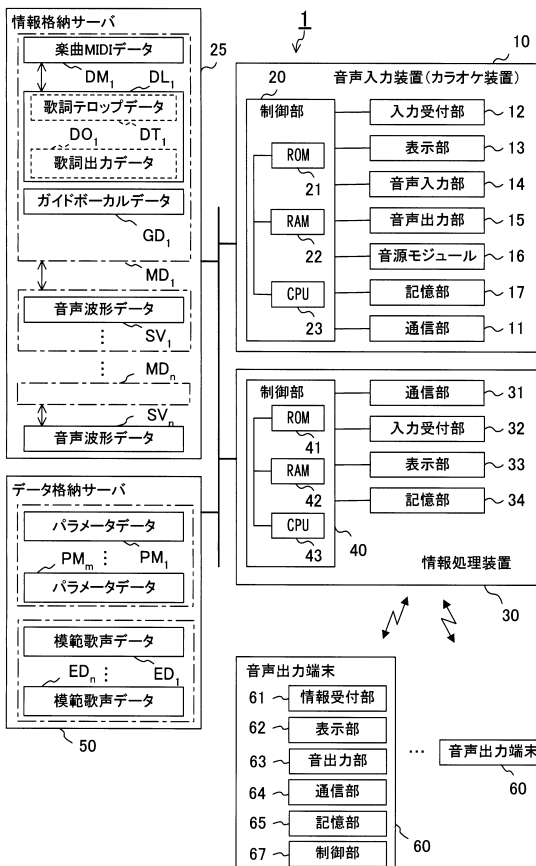 1
情報格納サーバ
25
楽曲MIDIデータ
DM1
DL1
歌詞テロップデータ
DO1
DT1
歌詞出力データ
ガイドボーカルデータ
GD1
MD1
音声波形データ
SV1
⋮
MDn
SVn
音声波形データ
データ格納サーバ
パラメータデータ
PMm
⋮
PM1
パラメータデータ
模範歌声データ
EDn
⋮
ED1
模範歌声データ
50
10
音声入力装置(カラオケ装置)
20
制御部
ROM
21
RAM
22
CPU
23
入力受付部
12
表示部
13
音声入力部
14
音声出力部
15
音源モジュール
16
記憶部
17
通信部
11
制御部
ROM
41
RAM
42
CPU
43
40
通信部
31
入力受付部
32
表示部
33
記憶部
34
情報処理装置
30
音声出力端末
61
情報受付部
62
表示部
63
音出力部
64
通信部
65
記憶部
67
制御部
60
…
音声出力端末
60